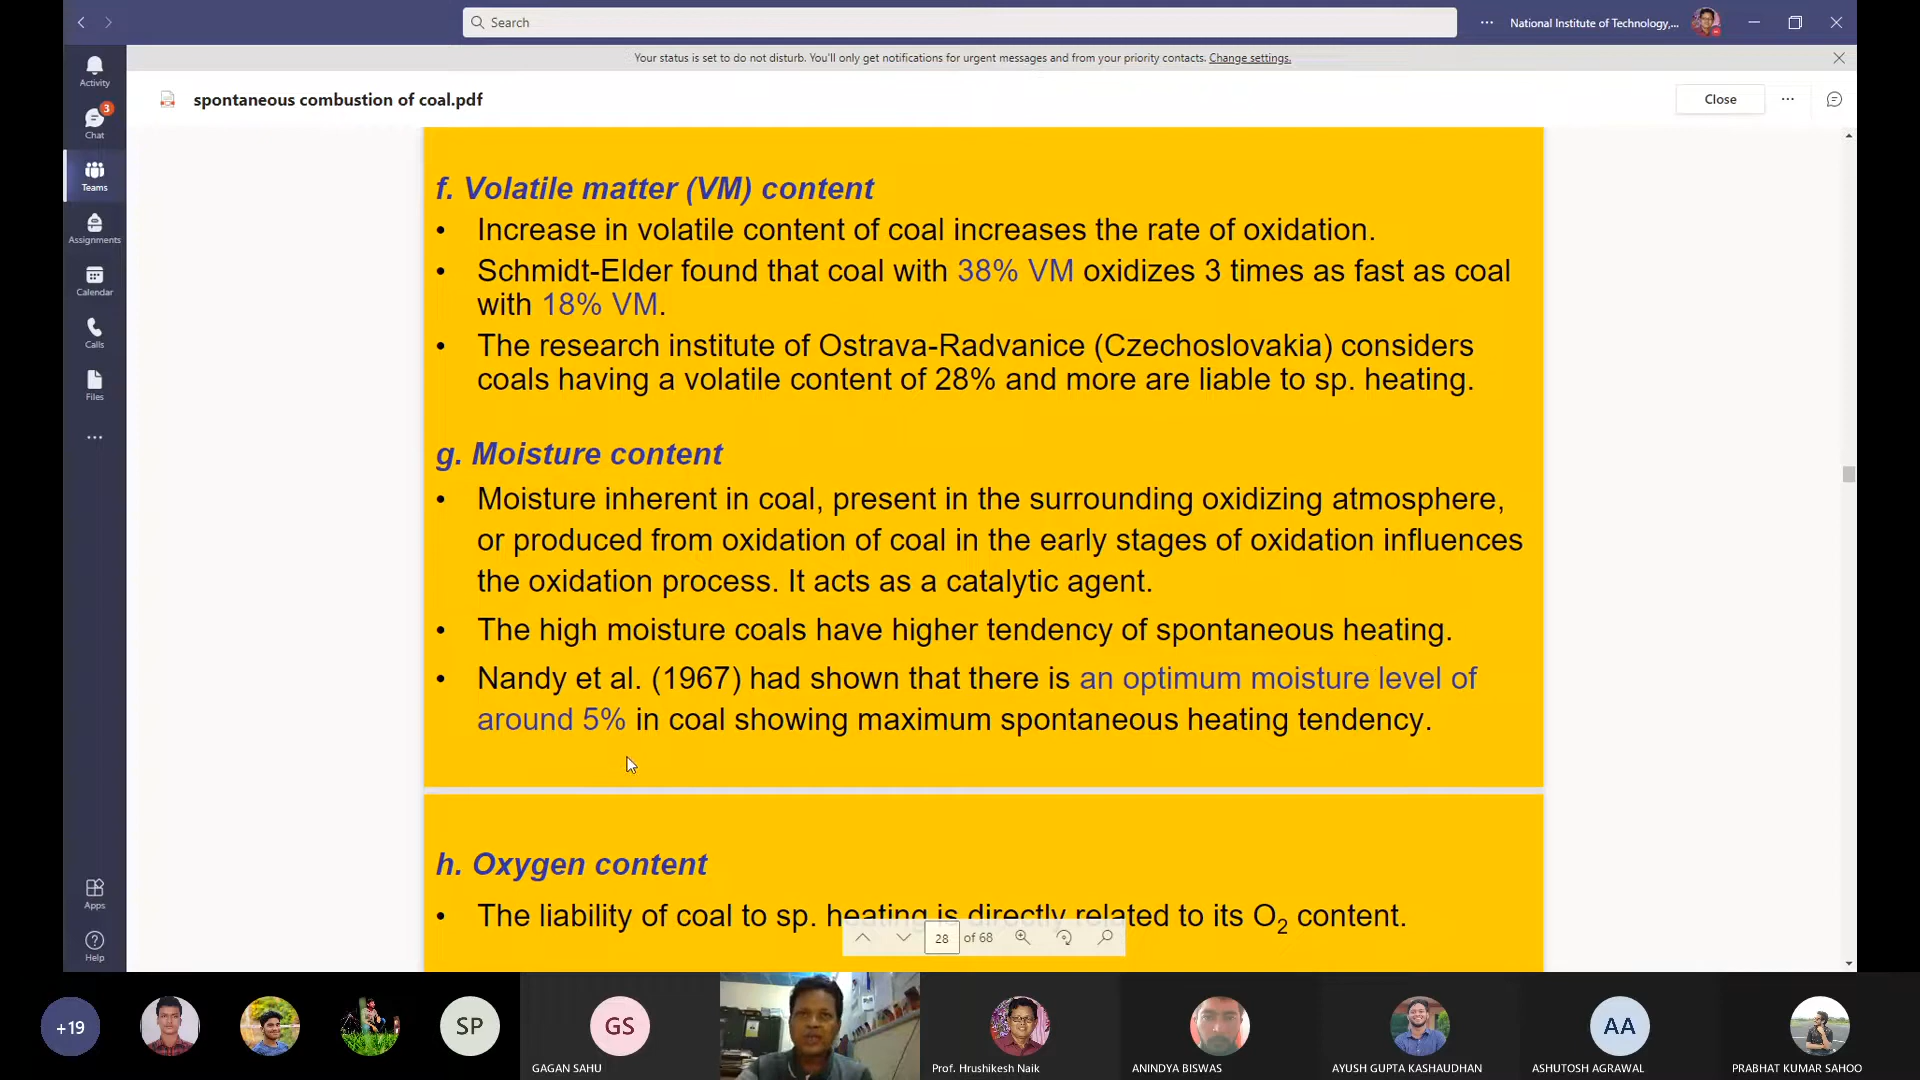 Search
National Institute of Technology,...
Your status is set to do not disturb. You'll only get notifications for urgent messages and from your priority contacts. Change settings.
Activity
3
Chat
Teams
Assignments
Calendar
Calls
Files
Apps
Help
spontaneous combustion of coal.pdf
Close
f. Volatile matter (VM) content
• Increase in volatile content of coal increases the rate of oxidation.
• Schmidt-Elder found that coal with 38% VM oxidizes 3 times as fast as coal
with 18% VM.
• The research institute of Ostrava-Radvanice (Czechoslovakia) considers
coals having a volatile content of 28% and more are liable to sp. heating.
g. Moisture content
• Moisture inherent in coal, present in the surrounding oxidizing atmosphere,
or produced from oxidation of coal in the early stages of oxidation influences
the oxidation process. It acts as a catalytic agent.
• The high moisture coals have higher tendency of spontaneous heating.
• Nandy et al. (1967) had shown that there is an optimum moisture level of
around 5% in coal showing maximum spontaneous heating tendency.
h. Oxygen content
• The liability of coal to sp. heating is directly related to its O2 content.
28 of 68
+19
SP
GS
GAGAN SAHU
Prof. Hrushikesh Naik
ANINDYA BISWAS
AYUSH GUPTA KASHAUDHAN
AA
ASHUTOSH AGRAWAL
PRABHAT KUMAR SAHOO